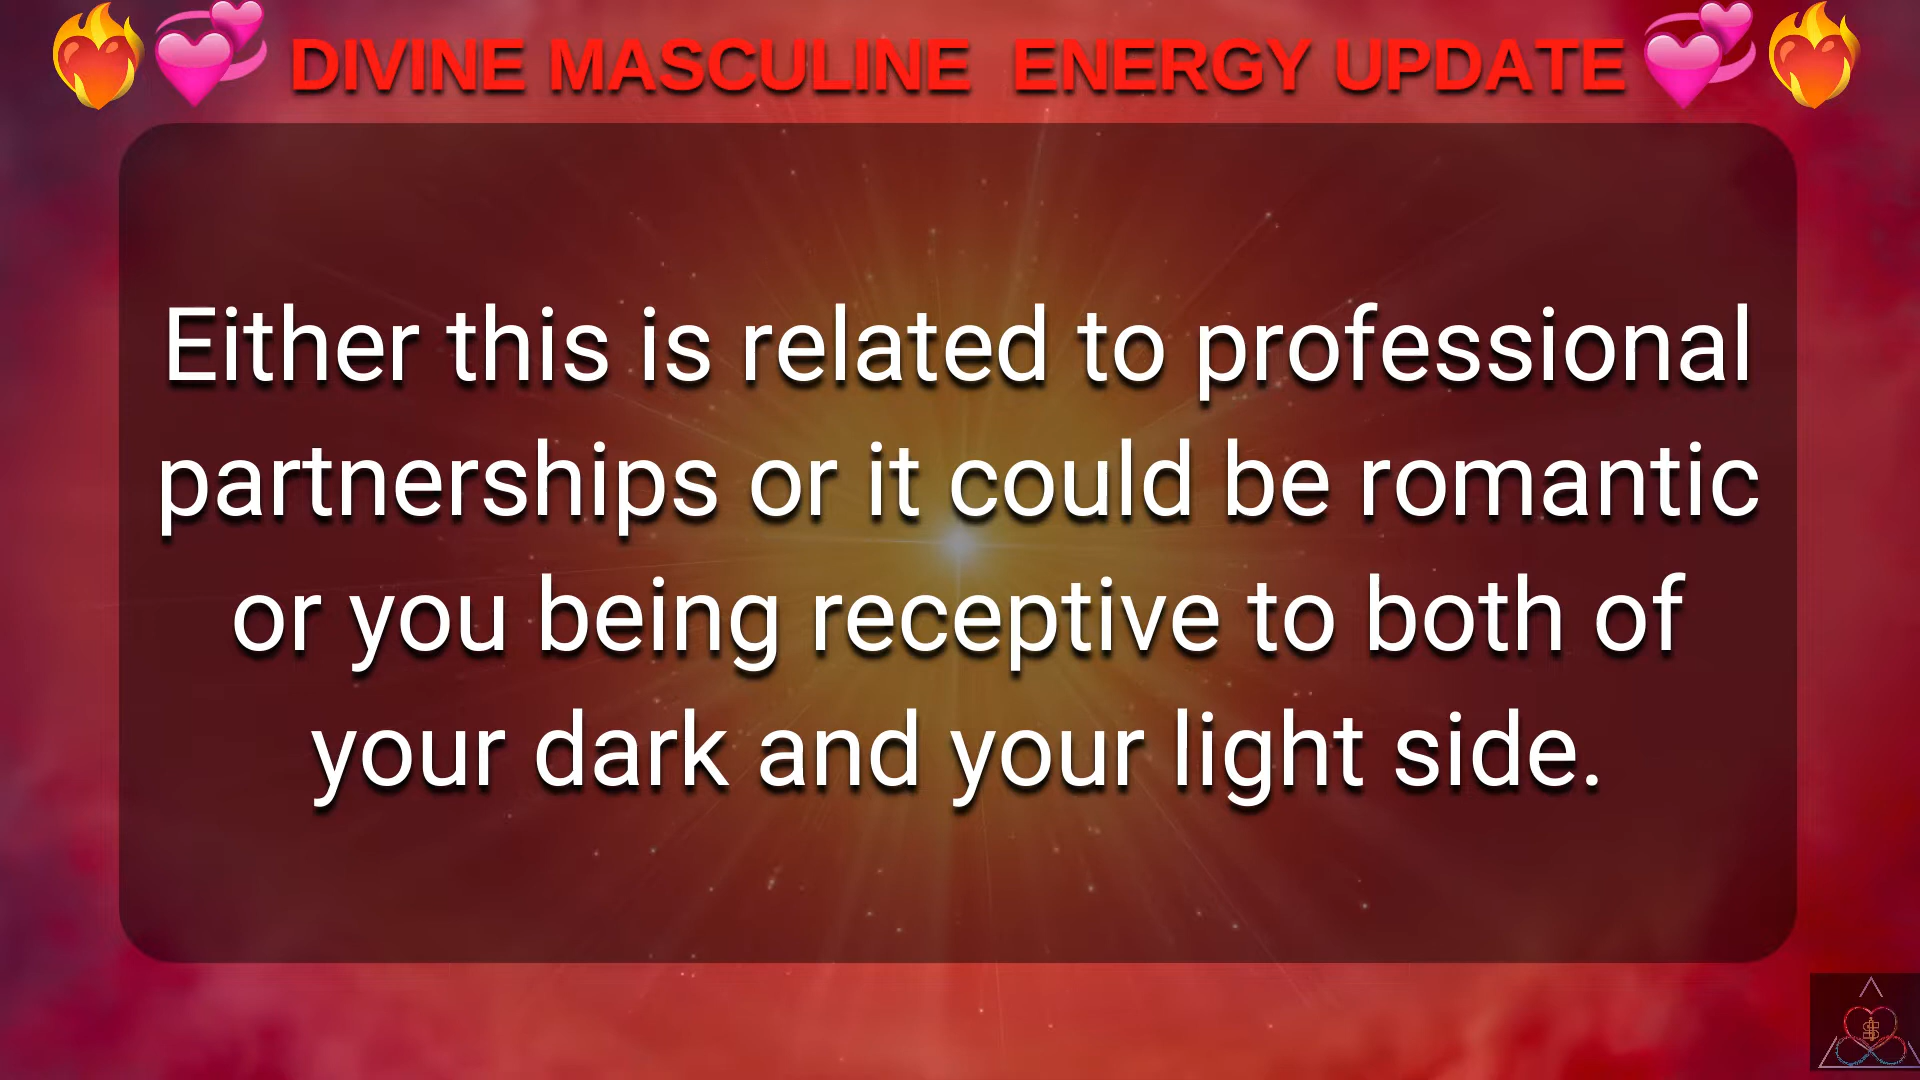 DIVINE MASCULINE ENERGY UPDATE
Either this is related to professional
partnerships or it could be romantic
or you being receptive to both of
your dark and your light side.